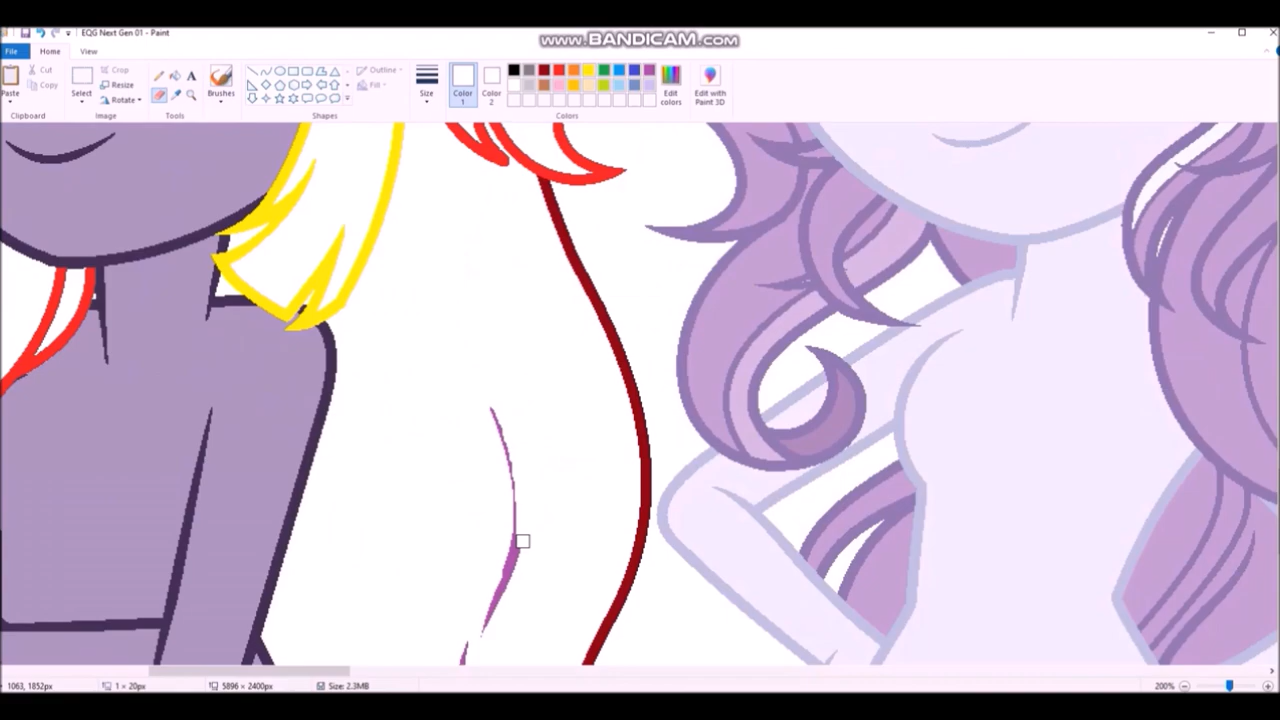 EQG Next Gen 01 - Paint
www.BANDICAM.com
File Home View
Paste
Cut
Copy
Clipboard
Select
Crop
Resize
Rotate
Image
A
Tools
Brushes
Outline
Fill
Shapes
Size
Color 1
Color 2
Colors
Edit colors
Edit with Paint 3D
1063, 1852px
1 × 20px
5896 × 2400px
Size: 2.3MB
200%